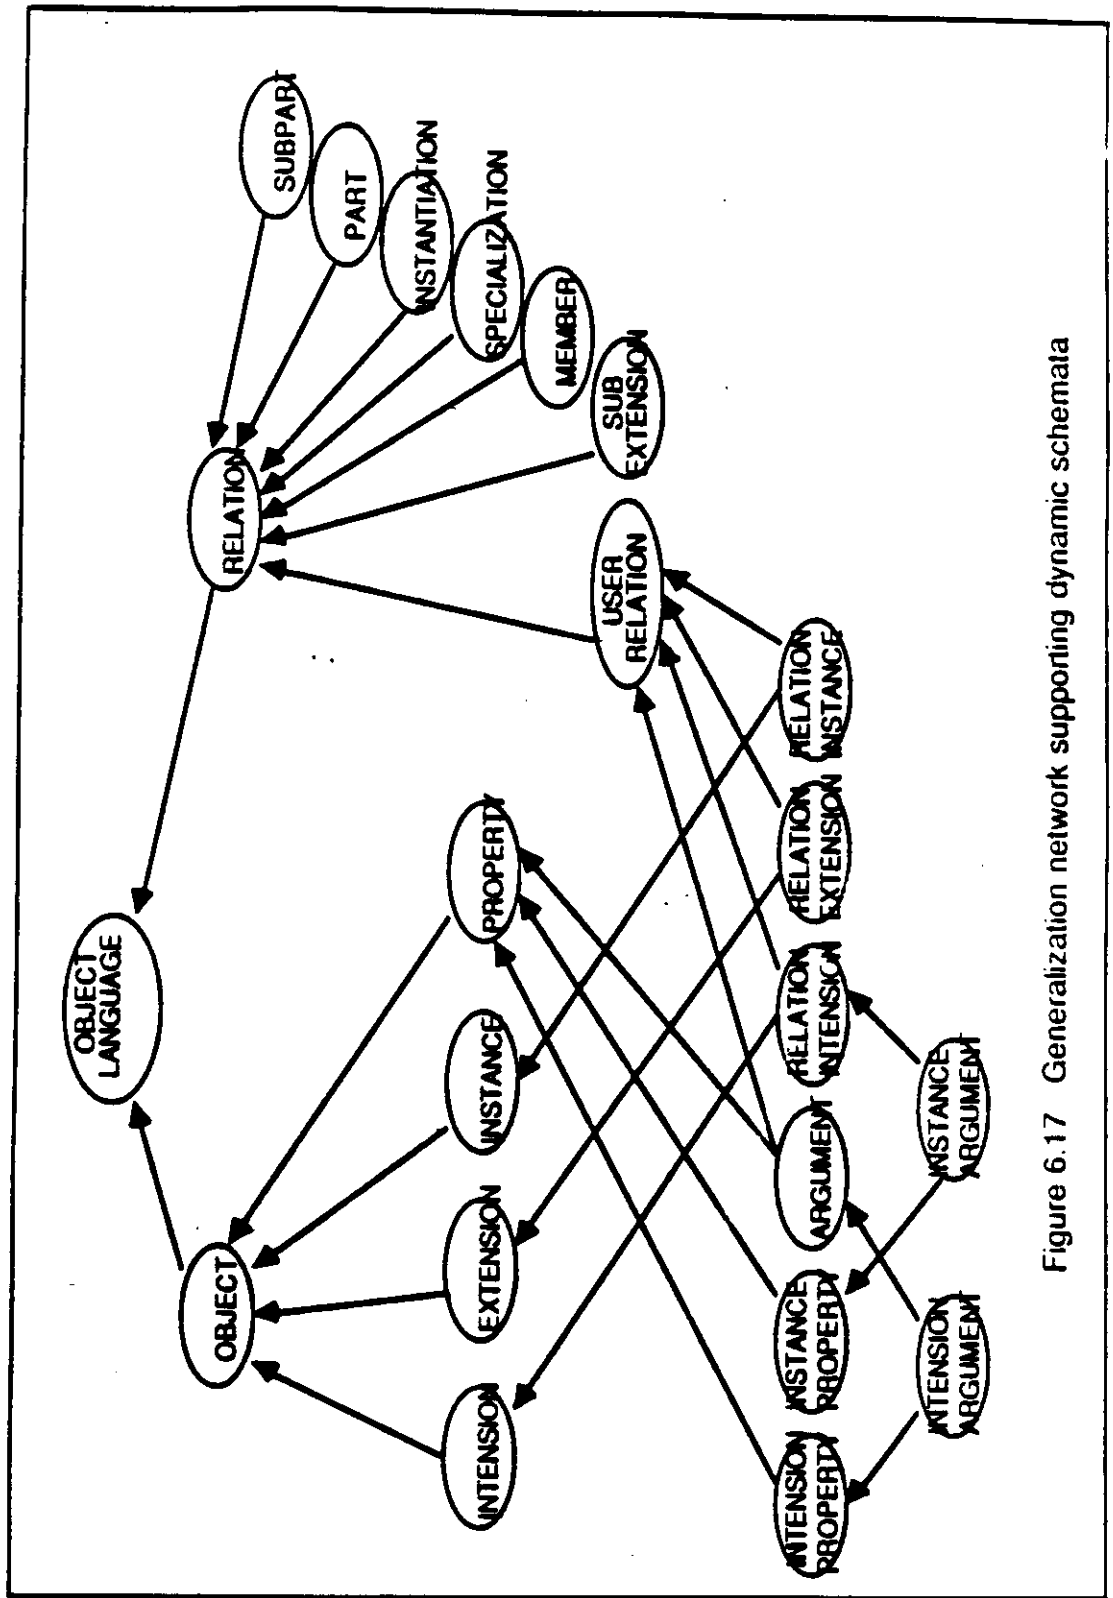 OBJECT
LANGUAGE
OBJECT
RELATION
INTENSION
EXTENSION
INSTANCE
PROPERTY
SUBPART
PART
INSTANTIATION
SPECIALIZATION
MEMBER
SUB
EXTENSION
USER
RELATION
INTENSION
PROPERTY
INSTANCE
PROPERTY
ARGUMENT
RELATION
INTENSION
RELATION
EXTENSION
RELATION
INSTANCE
INTENSION
ARGUMENT
INSTANCE
ARGUMENT
Figure 6.17 Generalization network supporting dynamic schemata